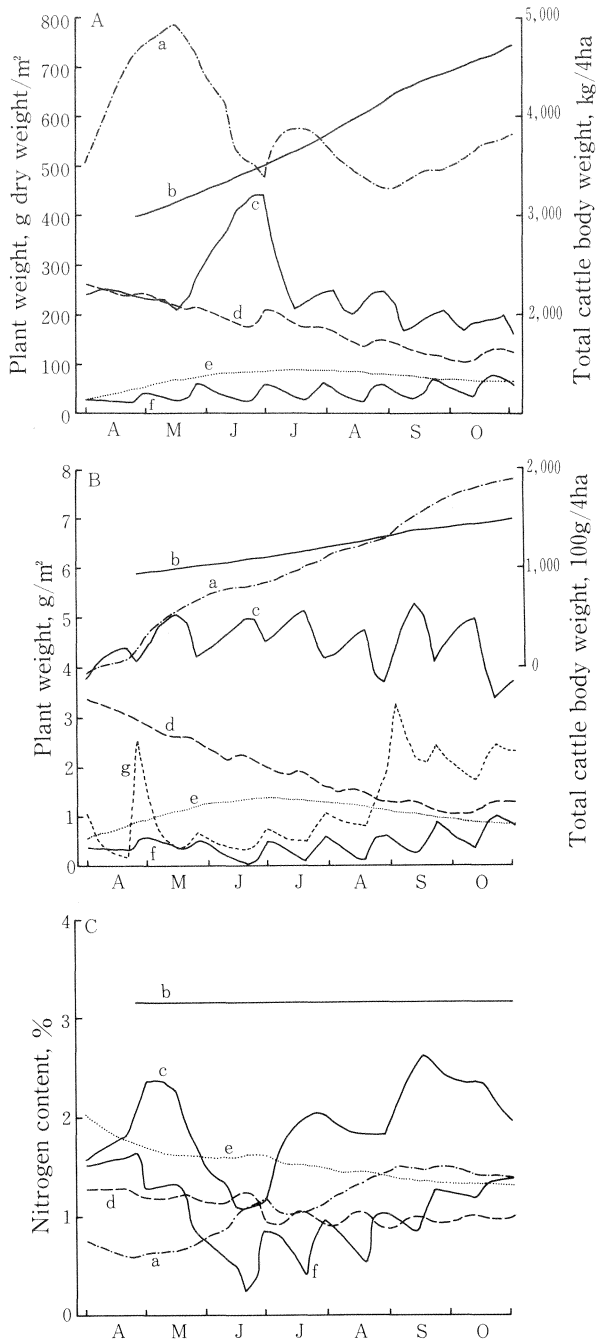 A
800
700
600
500
400
300
200
100
0
Plant weight, g dry weight/m²
5,000
4,000
3,000
2,000
Total cattle body weight, kg/4ha
a
b
c
d
e
f
A M J J A S O
B
8
7
6
5
4
3
2
1
0
Plant weight, g/m²
2,000
1,000
0
Total cattle body weight, 100g/4ha
b
a
c
d
g
e
f
A M J J A S O
C
4
3
2
1
0
Nitrogen content, %
b
c
e
d
a
f
A M J J A S O